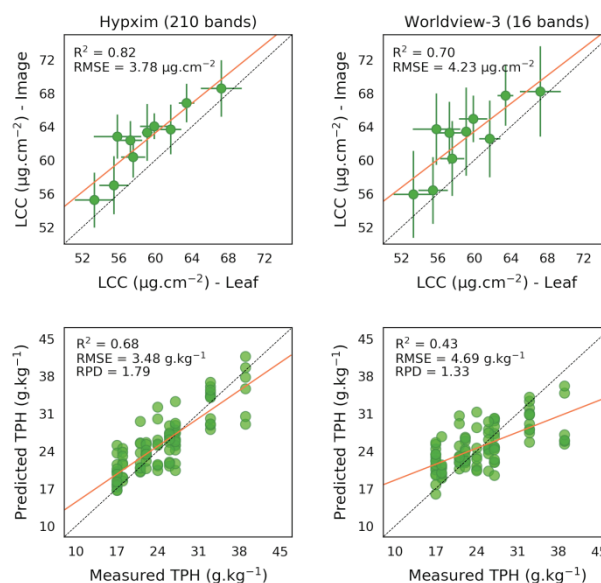 Hypxim (210 bands)
R² = 0.82
RMSE = 3.78 µg.cm⁻²
LCC (µg.cm⁻²) - Image
72
68
64
60
56
52
52 56 60 64 68 72
LCC (µg.cm⁻²) - Leaf
Worldview-3 (16 bands)
R² = 0.70
RMSE = 4.23 µg.cm⁻²
LCC (µg.cm⁻²) - Image
72
68
64
60
56
52
52 56 60 64 68 72
LCC (µg.cm⁻²) - Leaf
R² = 0.68
RMSE = 3.48 g.kg⁻¹
RPD = 1.79
Predicted TPH (g.kg⁻¹)
45
38
31
24
17
10
10 17 24 31 38 45
Measured TPH (g.kg⁻¹)
R² = 0.43
RMSE = 4.69 g.kg⁻¹
RPD = 1.33
Predicted TPH (g.kg⁻¹)
45
38
31
24
17
10
10 17 24 31 38 45
Measured TPH (g.kg⁻¹)